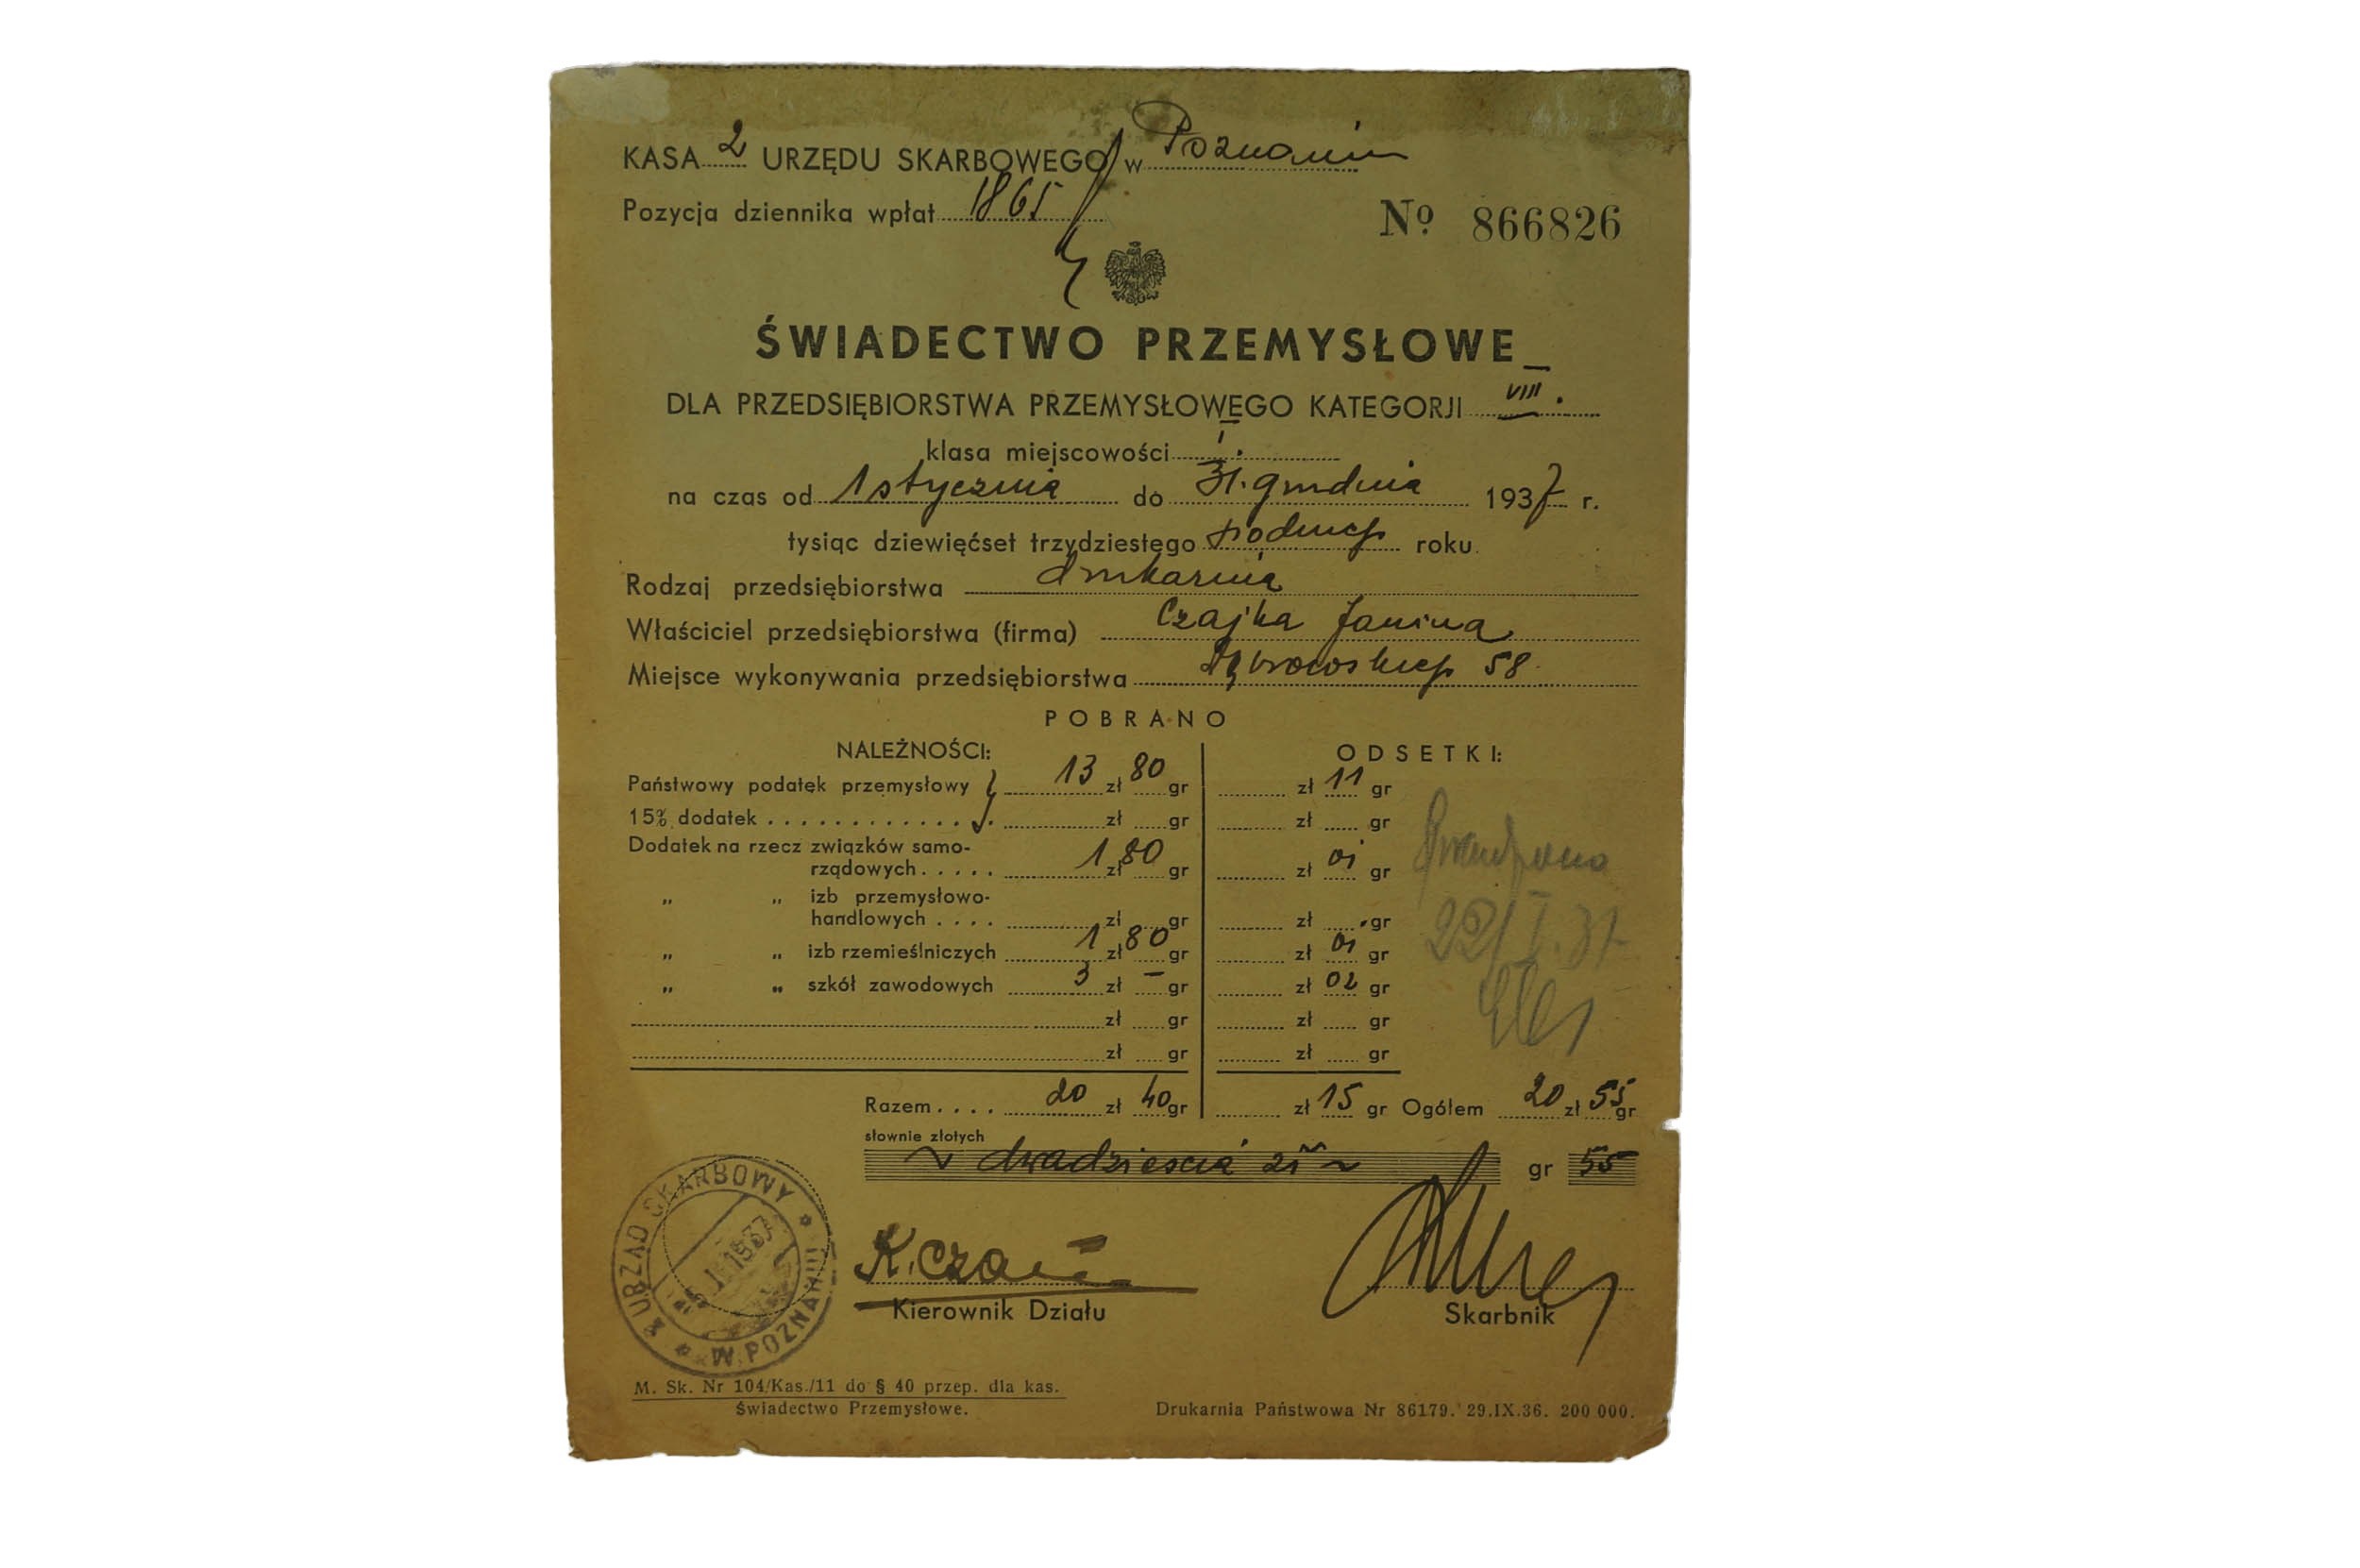 KASA 2 URZĘDU SKARBOWEGO w Poznaniu
Pozycja dziennika wpłat 1865
Nº 866826
ŚWIADECTWO PRZEMYSŁOWE
DLA PRZEDSIĘBIORSTWA PRZEMYSŁOWEGO KATEGORJI VIII.
klasa miejscowości I.
na czas od 1 stycznia do 31. grudnia 1937 r.
tysiąc dziewięćset trzydziestego siódmego roku.
Rodzaj przedsiębiorstwa drukarnia
Właściciel przedsiębiorstwa (firma) Czajka Janina
Miejsce wykonywania przedsiębiorstwa Dąbrowskiego 58
POBRANO
NALEŻNOŚCI: ODSETKI:
Państwowy podatek przemysłowy 13 zł 80 gr zł 11 gr
15% dodatek . . . . . . . . . . . . zł gr zł gr
Dodatek na rzecz związków samo-
rządowych . . . . . 1 zł 80 gr zł 01 gr
„ „ izb przemysłowo-
handlowych . . . . zł gr zł gr
„ „ izb rzemieślniczych 1 zł 80 gr zł 01 gr
„ „ szkół zawodowych 3 zł — gr zł 02 gr
zł gr zł gr
zł gr zł gr
22/I.37
Razem . . . . 20 zł 40 gr zł 15 gr Ogółem 20 zł 55 gr
słownie złotych
~ dwadzieścia zł ~ gr 55
URZĄD SKARBOWY
W POZNANIU
1937
Kierownik Działu
Skarbnik
M. Sk. Nr 104/Kas./11 do § 40 przep. dla kas.
Świadectwo Przemysłowe.
Drukarnia Państwowa Nr 86179. 29.IX.36. 200 000.